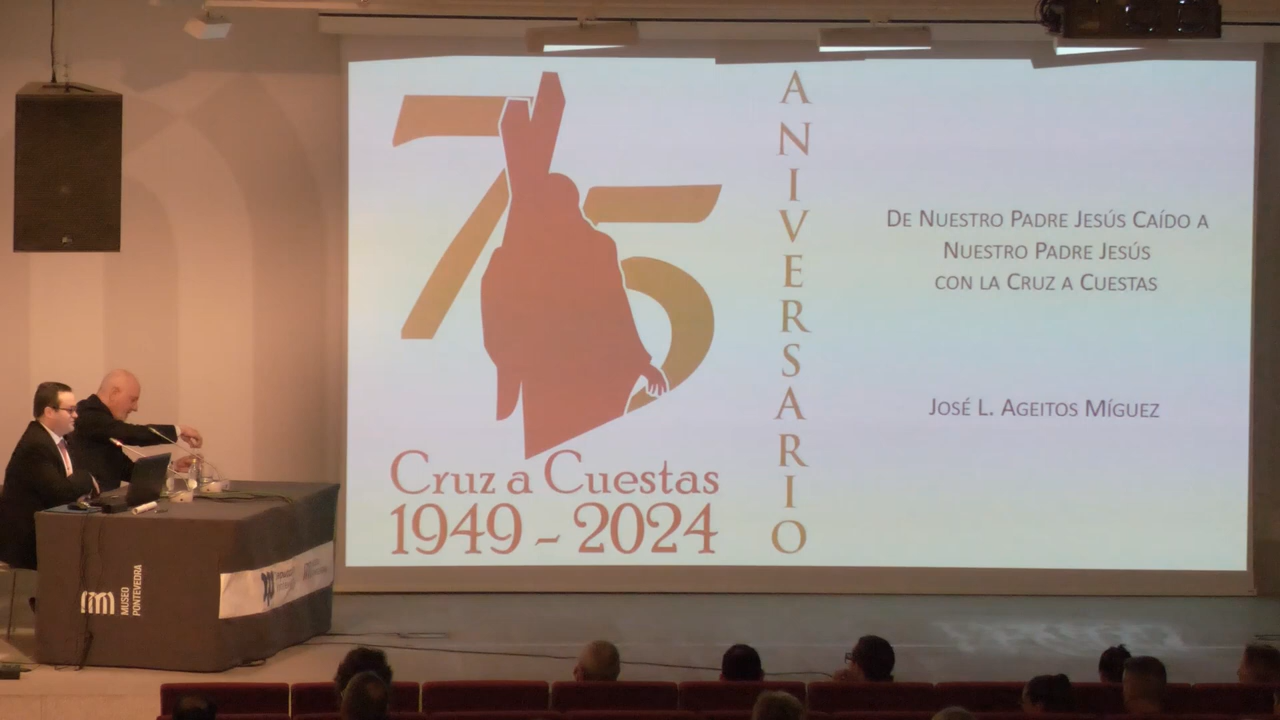 75
ANIVERSARIO
Cruz a Cuestas
1949 - 2024
DE NUESTRO PADRE JESÚS CAÍDO A
NUESTRO PADRE JESÚS
CON LA CRUZ A CUESTAS
JOSÉ L. AGEITOS MÍGUEZ
MUSEO
PONTEVEDRA